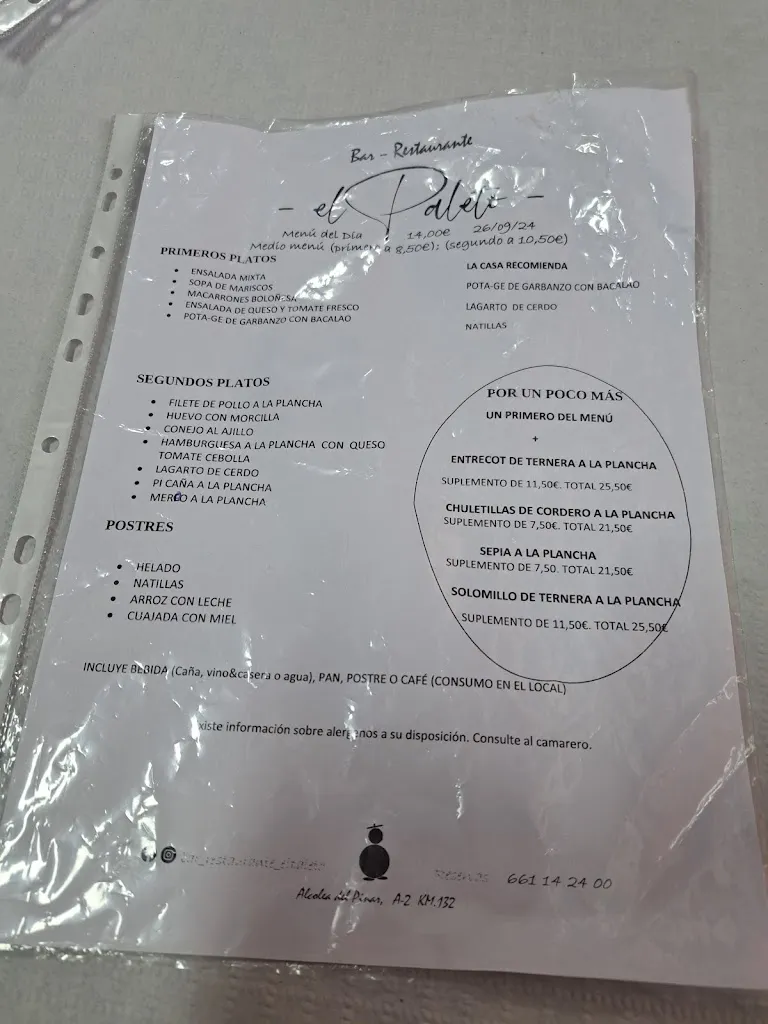 Bar - Restaurante
- el Paleti -
Menú del Día 14,00€ 26/09/24
Medio menú (primero a 8,50€); (segundo a 10,50€)
PRIMEROS PLATOS
• ENSALADA MIXTA
• SOPA DE MARISCOS
• MACARRONES BOLOÑESA
• ENSALADA DE QUESO Y TOMATE FRESCO
• POTA-GE DE GARBANZO CON BACALAO
LA CASA RECOMIENDA
POTA-GE DE GARBANZO CON BACALAO
LAGARTO DE CERDO
NATILLAS
SEGUNDOS PLATOS
• FILETE DE POLLO A LA PLANCHA
• HUEVO CON MORCILLA
• CONEJO AL AJILLO
• HAMBURGUESA A LA PLANCHA CON QUESO
TOMATE CEBOLLA
• LAGARTO DE CERDO
• PI CAÑA A LA PLANCHA
• MERO A LA PLANCHA
POSTRES
• HELADO
• NATILLAS
• ARROZ CON LECHE
• CUAJADA CON MIEL
POR UN POCO MÁS
UN PRIMERO DEL MENÚ
+
ENTRECOT DE TERNERA A LA PLANCHA
SUPLEMENTO DE 11,50€. TOTAL 25,50€
CHULETILLAS DE CORDERO A LA PLANCHA
SUPLEMENTO DE 7,50€. TOTAL 21,50€
SEPIA A LA PLANCHA
SUPLEMENTO DE 7,50. TOTAL 21,50€
SOLOMILLO DE TERNERA A LA PLANCHA
SUPLEMENTO DE 11,50€. TOTAL 25,50€
INCLUYE BEBIDA (Caña, vino&casera o agua), PAN, POSTRE O CAFÉ (CONSUMO EN EL LOCAL)
Existe información sobre alergenos a su disposición. Consulte al camarero.
661 14 24 00
Alcolea del Pinar, A-2 KM.132